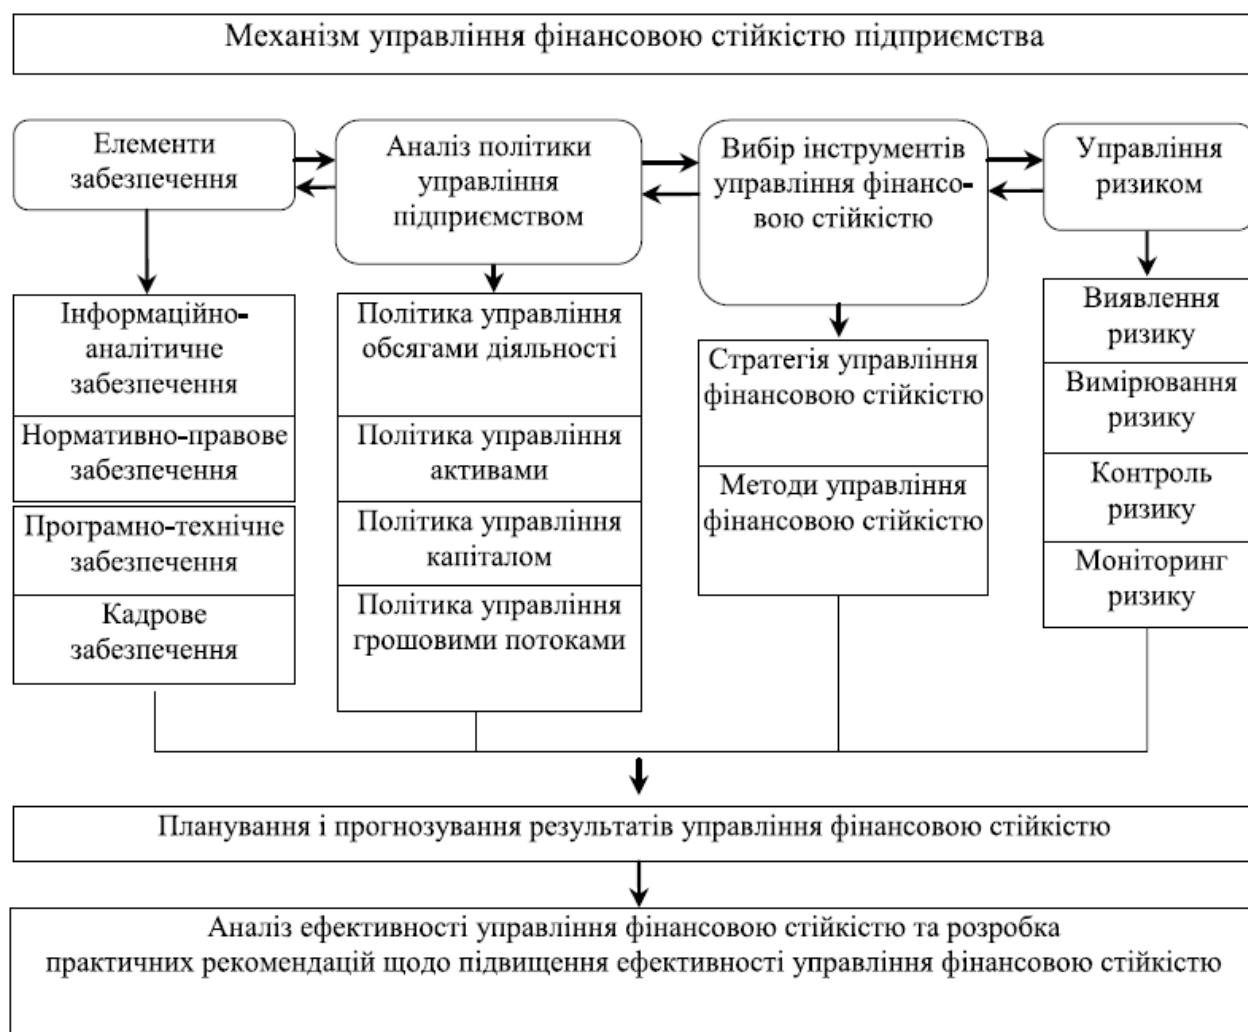 Механізм управління фінансовою стійкістю підприємства
Елементи
забезпечення
Аналіз політики
управління
підприємством
Вибір інструментів
управління фінансо-
вою стійкістю
Управління
ризиком
Інформаційно-
аналітичне
забезпечення
Нормативно-правове
забезпечення
Програмно-технічне
забезпечення
Кадрове
забезпечення
Політика управління
обсягами діяльності
Політика управління
активами
Політика управління
капіталом
Політика управління
грошовими потоками
Стратегія управління
фінансовою стійкістю
Методи управління
фінансовою стійкістю
Виявлення
ризику
Вимірювання
ризику
Контроль
ризику
Моніторинг
ризику
Планування і прогнозування результатів управління фінансовою стійкістю
Аналіз ефективності управління фінансовою стійкістю та розробка
практичних рекомендацій щодо підвищення ефективності управління фінансовою стійкістю